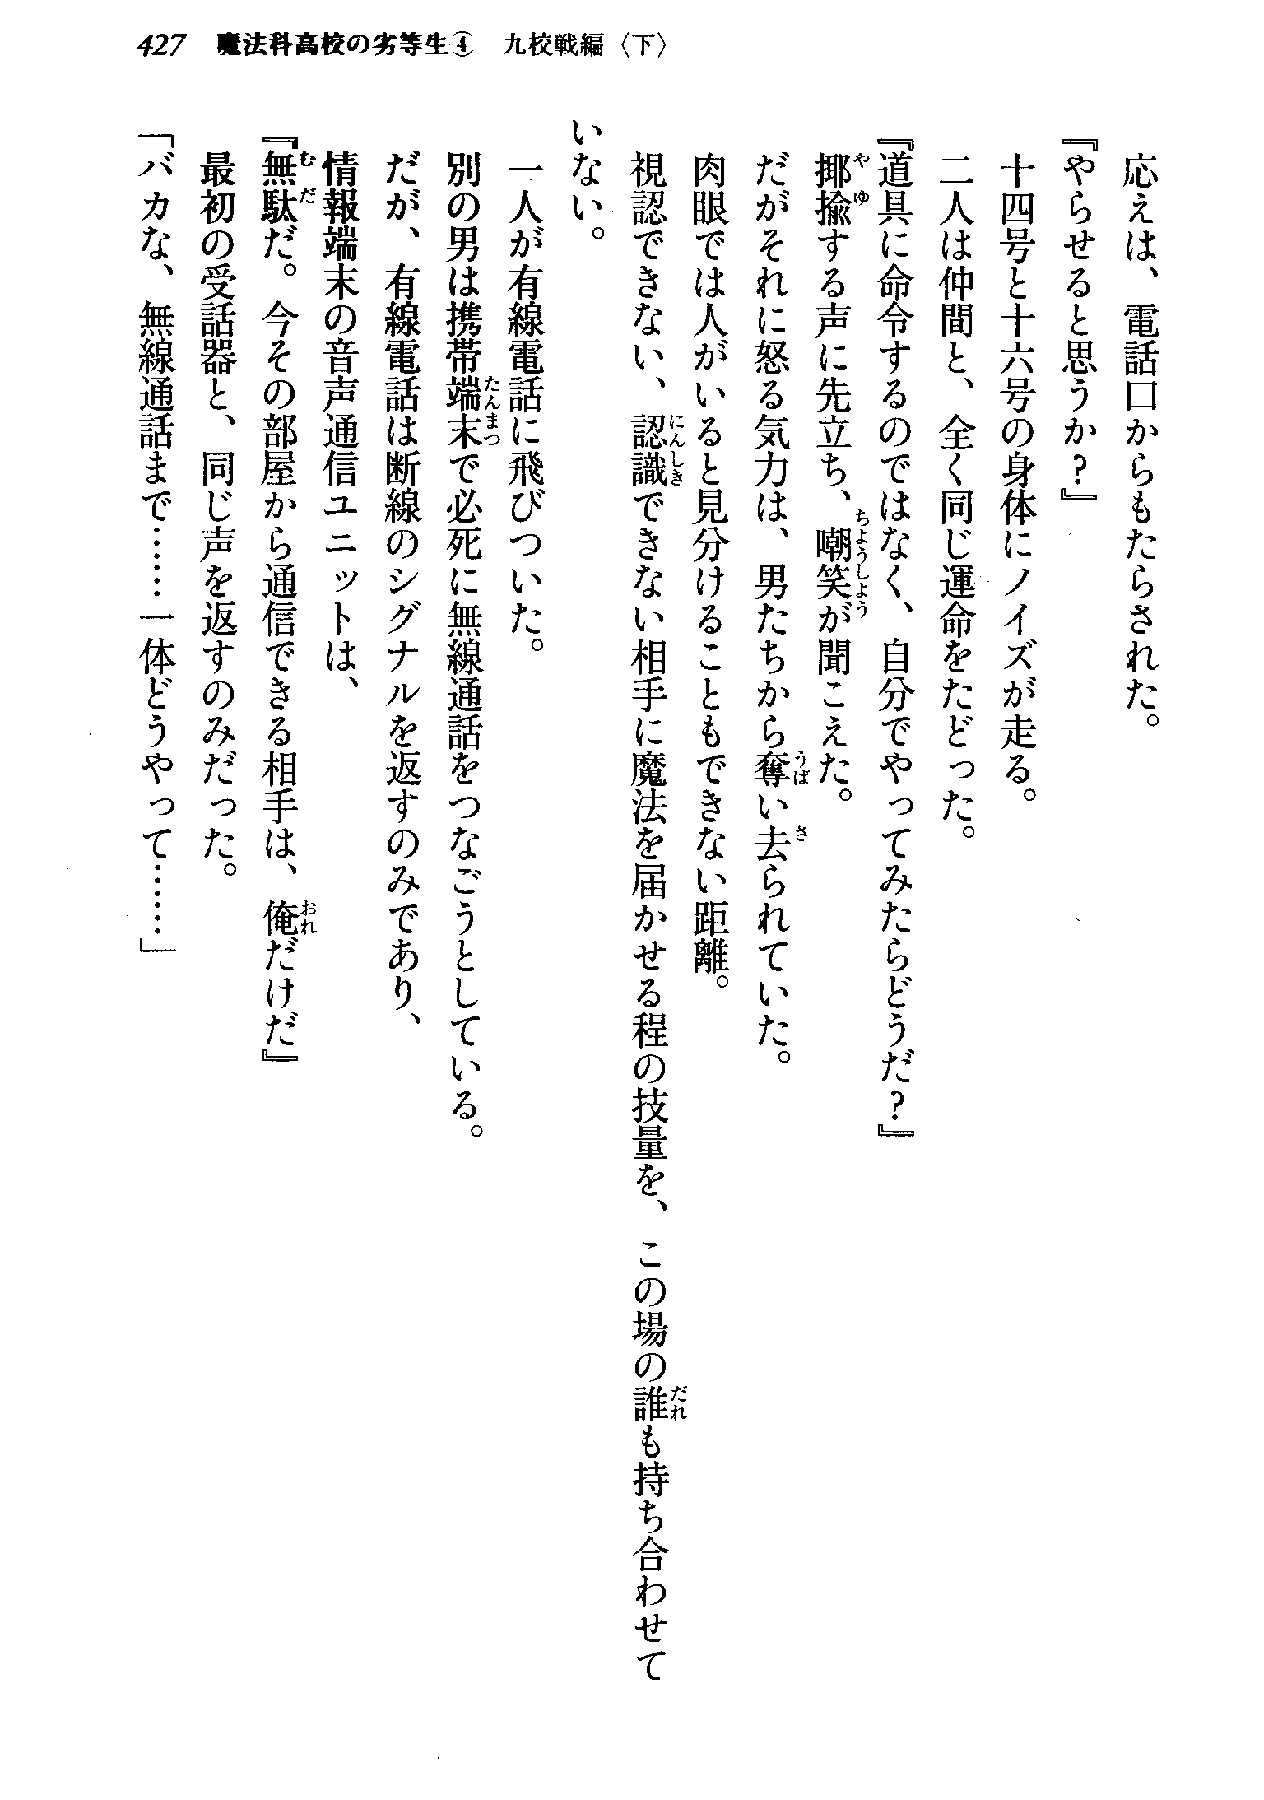 427　魔法科高校の劣等生④　九校戦編〈下〉
　応えは、電話口からもたらされた。
『やらせると思うか？』
　十四号と十六号の身体にノイズが走る。
　二人は仲間と、全く同じ運命をたどった。
『道具に命令するのではなく、自分でやってみたらどうだ？』
　揶揄する声に先立ち、嘲笑が聞こえた。
　だがそれに怒る気力は、男たちから奪い去られていた。
　肉眼では人がいると見分けることもできない距離。
　視認できない、認識できない相手に魔法を届かせる程の技量を、この場の誰も持ち合わせて
いない。
　一人が有線電話に飛びついた。
　別の男は携帯端末で必死に無線通話をつなごうとしている。
　だが、有線電話は断線のシグナルを返すのみであり、
　情報端末の音声通信ユニットは、
『無駄だ。今その部屋から通信できる相手は、俺だけだ』
　最初の受話器と、同じ声を返すのみだった。
「バカな、無線通話まで……一体どうやって……」